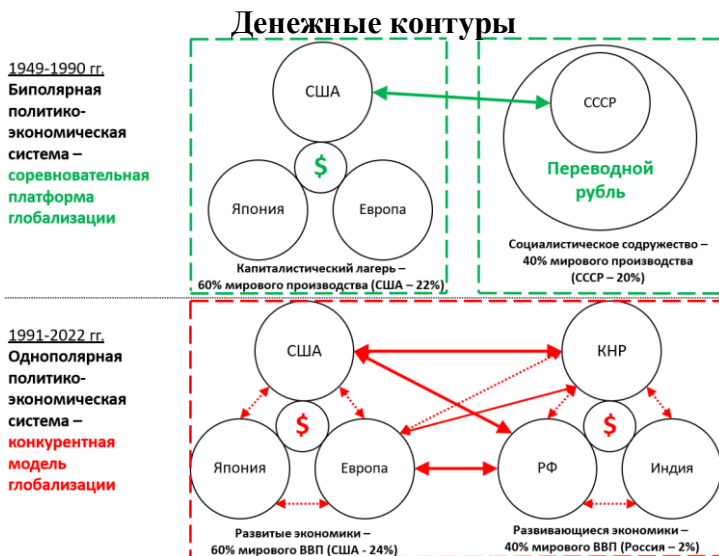 Денежные контуры
1949-1990 гг.
Биполярная
политико-
экономическая
система –
соревновательная
платформа
глобализации
США
$
Япония
Европа
Капиталистический лагерь –
60% мирового производства (США – 22%)
СССР
Переводной
рубль
Социалистическое содружество –
40% мирового производства
(СССР – 20%)
1991-2022 гг.
Однополярная
политико-
экономическая
система –
конкурентная
модель
глобализации
США
$
Япония
Европа
Развитые экономики –
60% мирового ВВП (США - 24%)
КНР
$
РФ
Индия
Развивающиеся экономики –
40% мирового ВВП (Россия – 2%)